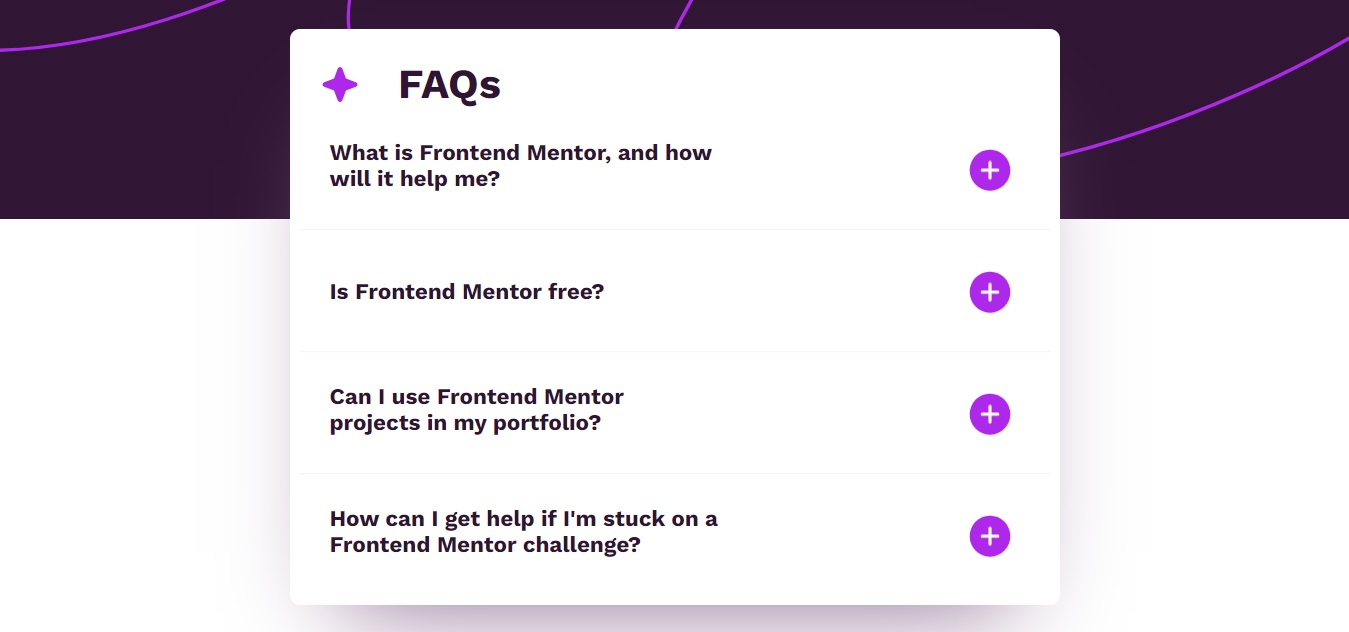 FAQs
What is Frontend Mentor, and how
will it help me?
Is Frontend Mentor free?
Can I use Frontend Mentor
projects in my portfolio?
How can I get help if I'm stuck on a
Frontend Mentor challenge?